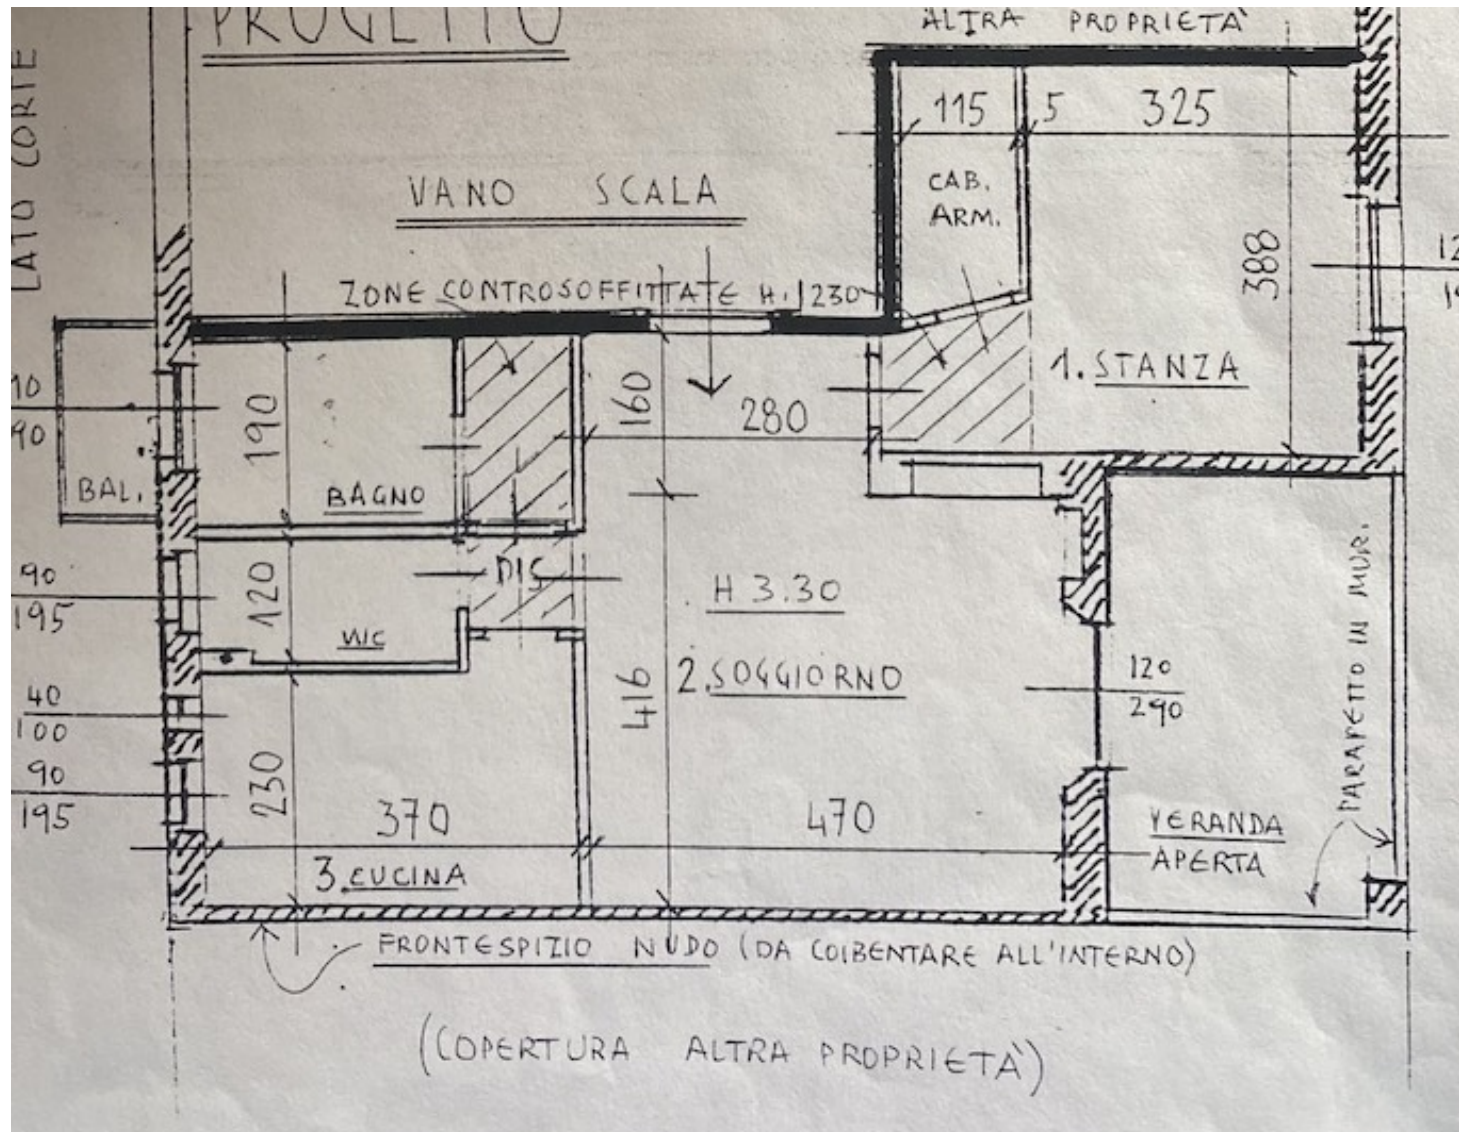 PROGETTO
ALTRA PROPRIETÀ
LATO CORTE
115
5
325
VANO SCALA
CAB.
ARM.
388
ZONE CONTROSOFFITTATE H. 230
1. STANZA
190
160
280
BAL.
BAGNO
90
195
120
DIS
H 3.30
WC
416
2. SOGGIORNO
120
290
PARAPETTO IN MUR.
40
100
90
195
230
370
470
VERANDA
APERTA
3. CUCINA
FRONTESPIZIO NUDO (DA COIBENTARE ALL'INTERNO)
(COPERTURA ALTRA PROPRIETÀ)